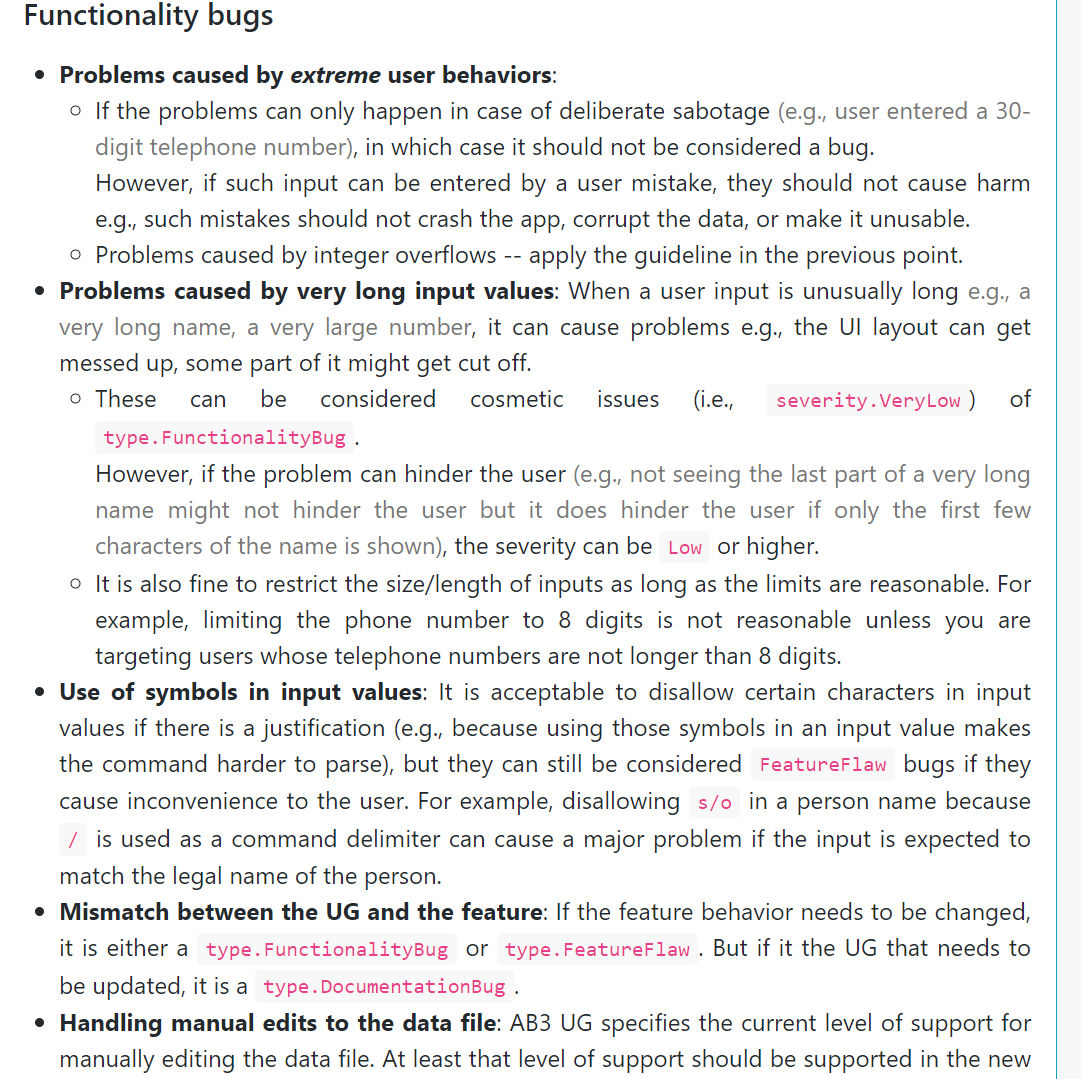 Functionality bugs
• Problems caused by extreme user behaviors:
○ If the problems can only happen in case of deliberate sabotage (e.g., user entered a 30-
digit telephone number), in which case it should not be considered a bug.
However, if such input can be entered by a user mistake, they should not cause harm
e.g., such mistakes should not crash the app, corrupt the data, or make it unusable.
○ Problems caused by integer overflows -- apply the guideline in the previous point.
• Problems caused by very long input values: When a user input is unusually long e.g., a
very long name, a very large number, it can cause problems e.g., the UI layout can get
messed up, some part of it might get cut off.
○ These can be considered cosmetic issues (i.e., severity.VeryLow ) of
type.FunctionalityBug .
However, if the problem can hinder the user (e.g., not seeing the last part of a very long
name might not hinder the user but it does hinder the user if only the first few
characters of the name is shown), the severity can be Low or higher.
○ It is also fine to restrict the size/length of inputs as long as the limits are reasonable. For
example, limiting the phone number to 8 digits is not reasonable unless you are
targeting users whose telephone numbers are not longer than 8 digits.
• Use of symbols in input values: It is acceptable to disallow certain characters in input
values if there is a justification (e.g., because using those symbols in an input value makes
the command harder to parse), but they can still be considered FeatureFlaw bugs if they
cause inconvenience to the user. For example, disallowing s/o in a person name because
/ is used as a command delimiter can cause a major problem if the input is expected to
match the legal name of the person.
• Mismatch between the UG and the feature: If the feature behavior needs to be changed,
it is either a type.FunctionalityBug or type.FeatureFlaw . But if it the UG that needs to
be updated, it is a type.DocumentationBug .
• Handling manual edits to the data file: AB3 UG specifies the current level of support for
manually editing the data file. At least that level of support should be supported in the new